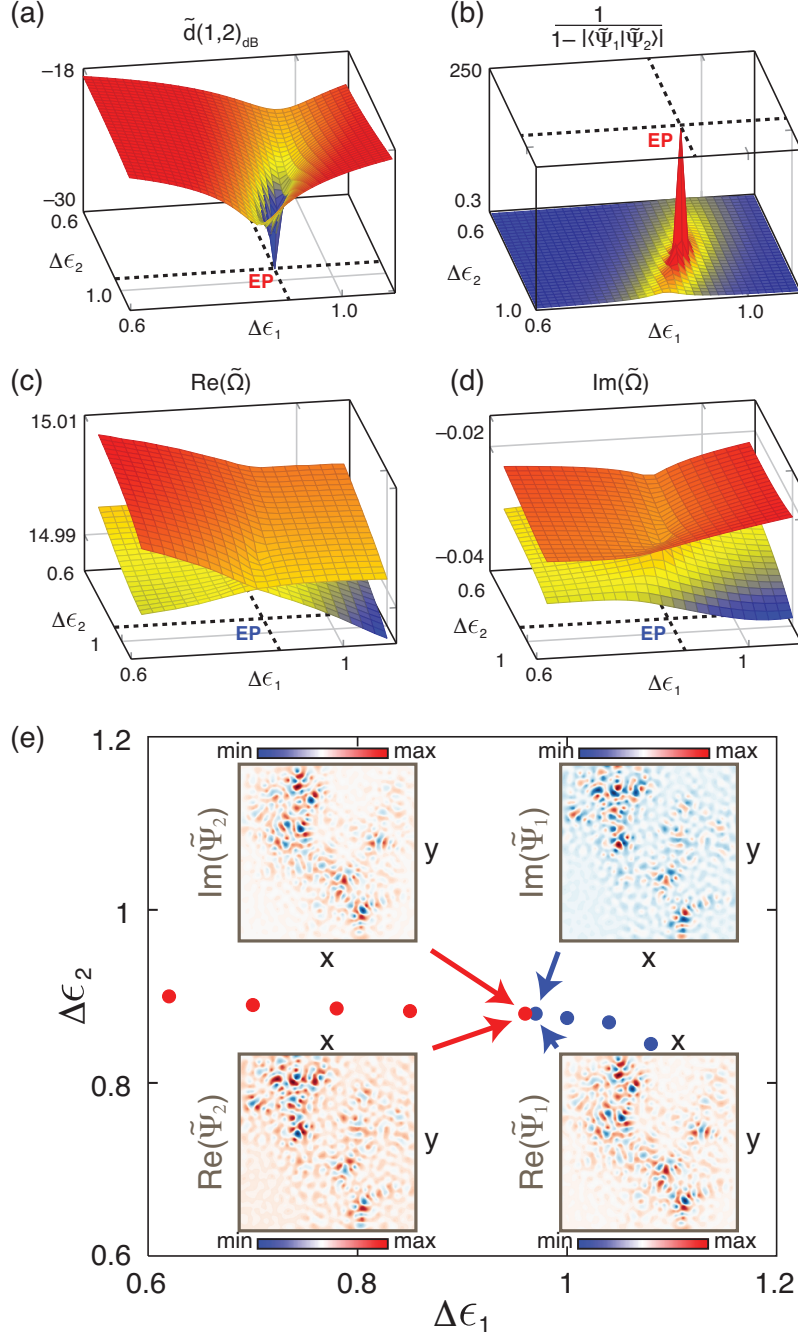 (a)
d̃(1,2)dB
−18
−30
0.6
Δϵ2
1.0
0.6
EP
Δϵ1
1.0
(b)
1
1− |⟨Ψ̃1|Ψ̃2⟩|
250
EP
0.3
0.6
Δϵ2
1.0
0.6
Δϵ1
1.0
(c)
Re(Ω̃)
15.01
14.99
0.6
Δϵ2
1
0.6
EP
Δϵ1
1
(d)
Im(Ω̃)
−0.02
−0.04
0.6
Δϵ2
1
0.6
EP
Δϵ1
1
(e)
1.2
1
0.8
0.6
Δϵ2
min max
Im(Ψ̃2)
y
x
min max
Im(Ψ̃1)
y
x
x
Re(Ψ̃2)
y
min max
x
Re(Ψ̃1)
y
min max
0.6 0.8 1 1.2
Δϵ1